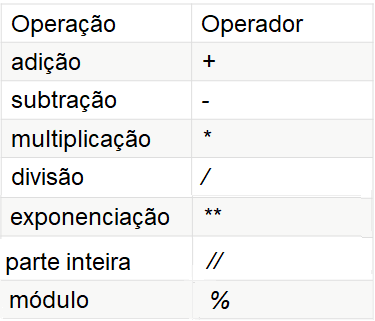 Operação Operador
adição +
subtração -
multiplicação *
divisão /
exponenciação **
parte inteira //
módulo %